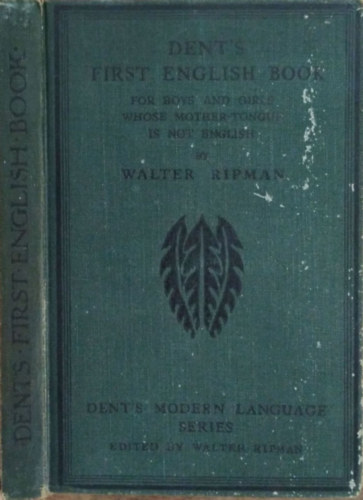 DENT'S · FIRST · ENGLISH · BOOK·
DENT'S
FIRST ENGLISH BOOK
FOR BOYS AND GIRLS
WHOSE MOTHER-TONGUE
IS NOT ENGLISH
BY
WALTER RIPMAN
DENT'S MODERN LANGUAGE
SERIES
EDITED BY WALTER RIPMAN